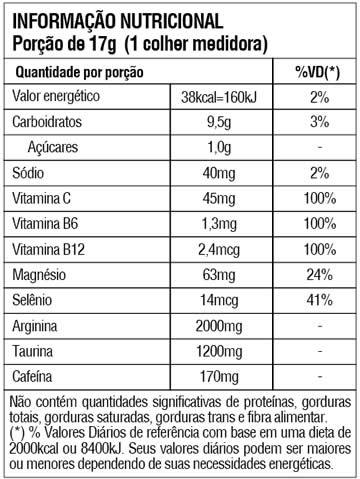 INFORMAÇÃO NUTRICIONAL
Porção de 17g (1 colher medidora)
Quantidade por porção %VD(*)
Valor energético 38kcal=160kJ 2%
Carboidratos 9,5g 3%
Açúcares 1,0g -
Sódio 40mg 2%
Vitamina C 45mg 100%
Vitamina B6 1,3mg 100%
Vitamina B12 2,4mcg 100%
Magnésio 63mg 24%
Selênio 14mcg 41%
Arginina 2000mg -
Taurina 1200mg -
Cafeína 170mg -
Não contém quantidades significativas de proteínas, gorduras
totais, gorduras saturadas, gorduras trans e fibra alimentar.
(*) % Valores Diários de referência com base em uma dieta de
2000kcal ou 8400kJ. Seus valores diários podem ser maiores
ou menores dependendo de suas necessidades energéticas.